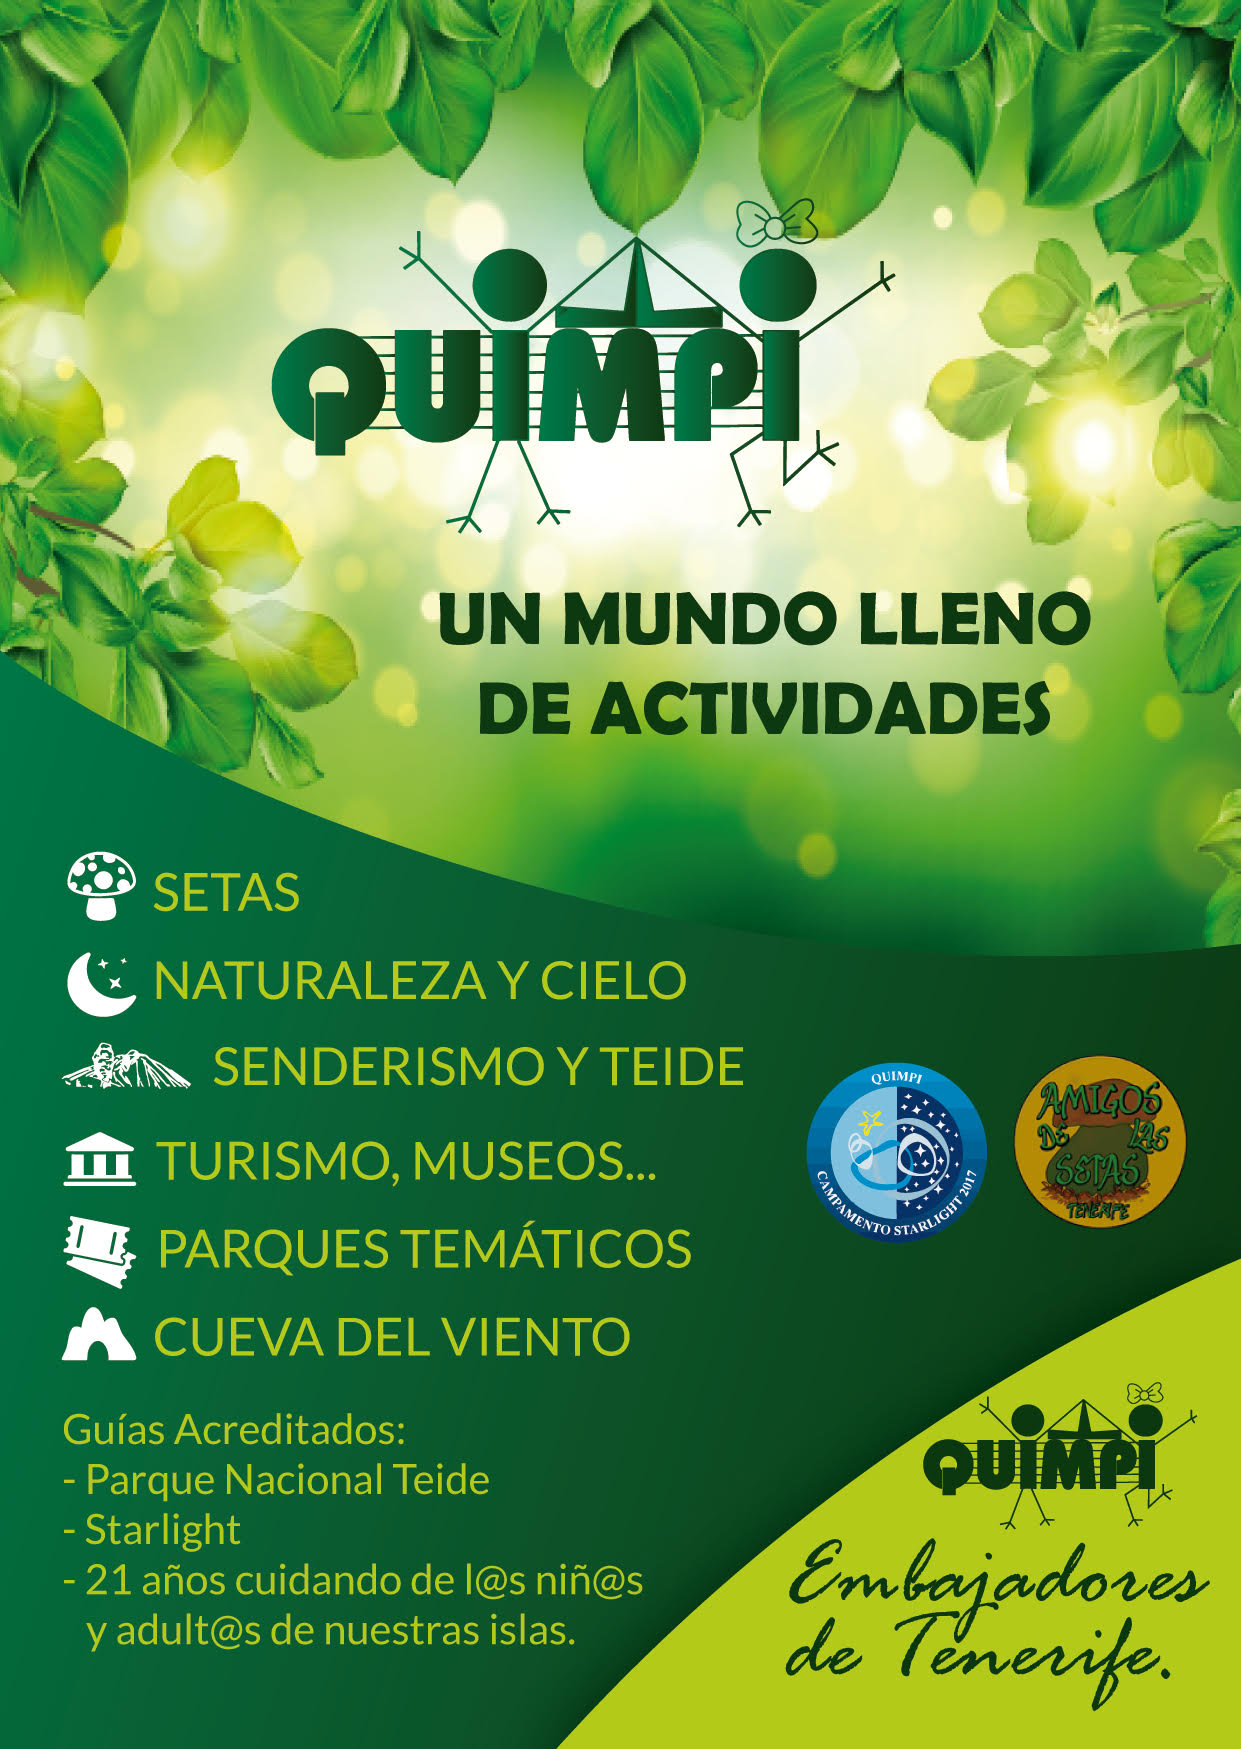 QUIMPI
UN MUNDO LLENO
DE ACTIVIDADES
SETAS
NATURALEZA Y CIELO
SENDERISMO Y TEIDE
TURISMO, MUSEOS...
PARQUES TEMÁTICOS
CUEVA DEL VIENTO
QUIMPI
CAMPAMENTO STARLIGHT 2017
AMIGOS
DE LAS
SETAS
TENERIFE
Guías Acreditados:
- Parque Nacional Teide
- Starlight
- 21 años cuidando de l@s niñ@s
y adult@s de nuestras islas.
QUIMPI
Embajadores
de Tenerife.